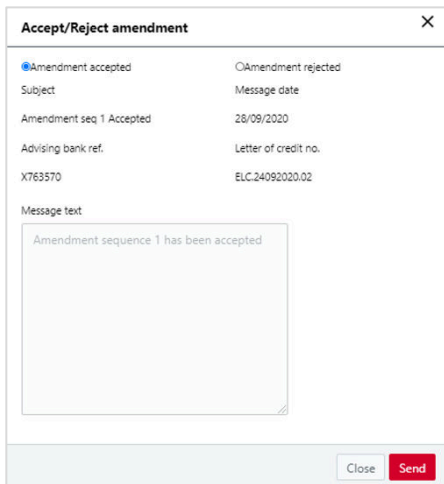 Accept/Reject amendment
Amendment accepted Amendment rejected
Subject Message date
Amendment seq 1 Accepted 28/09/2020
Advising bank ref. Letter of credit no.
X763570 ELC.24092020.02
Message text
Amendment sequence 1 has been accepted
Close Send